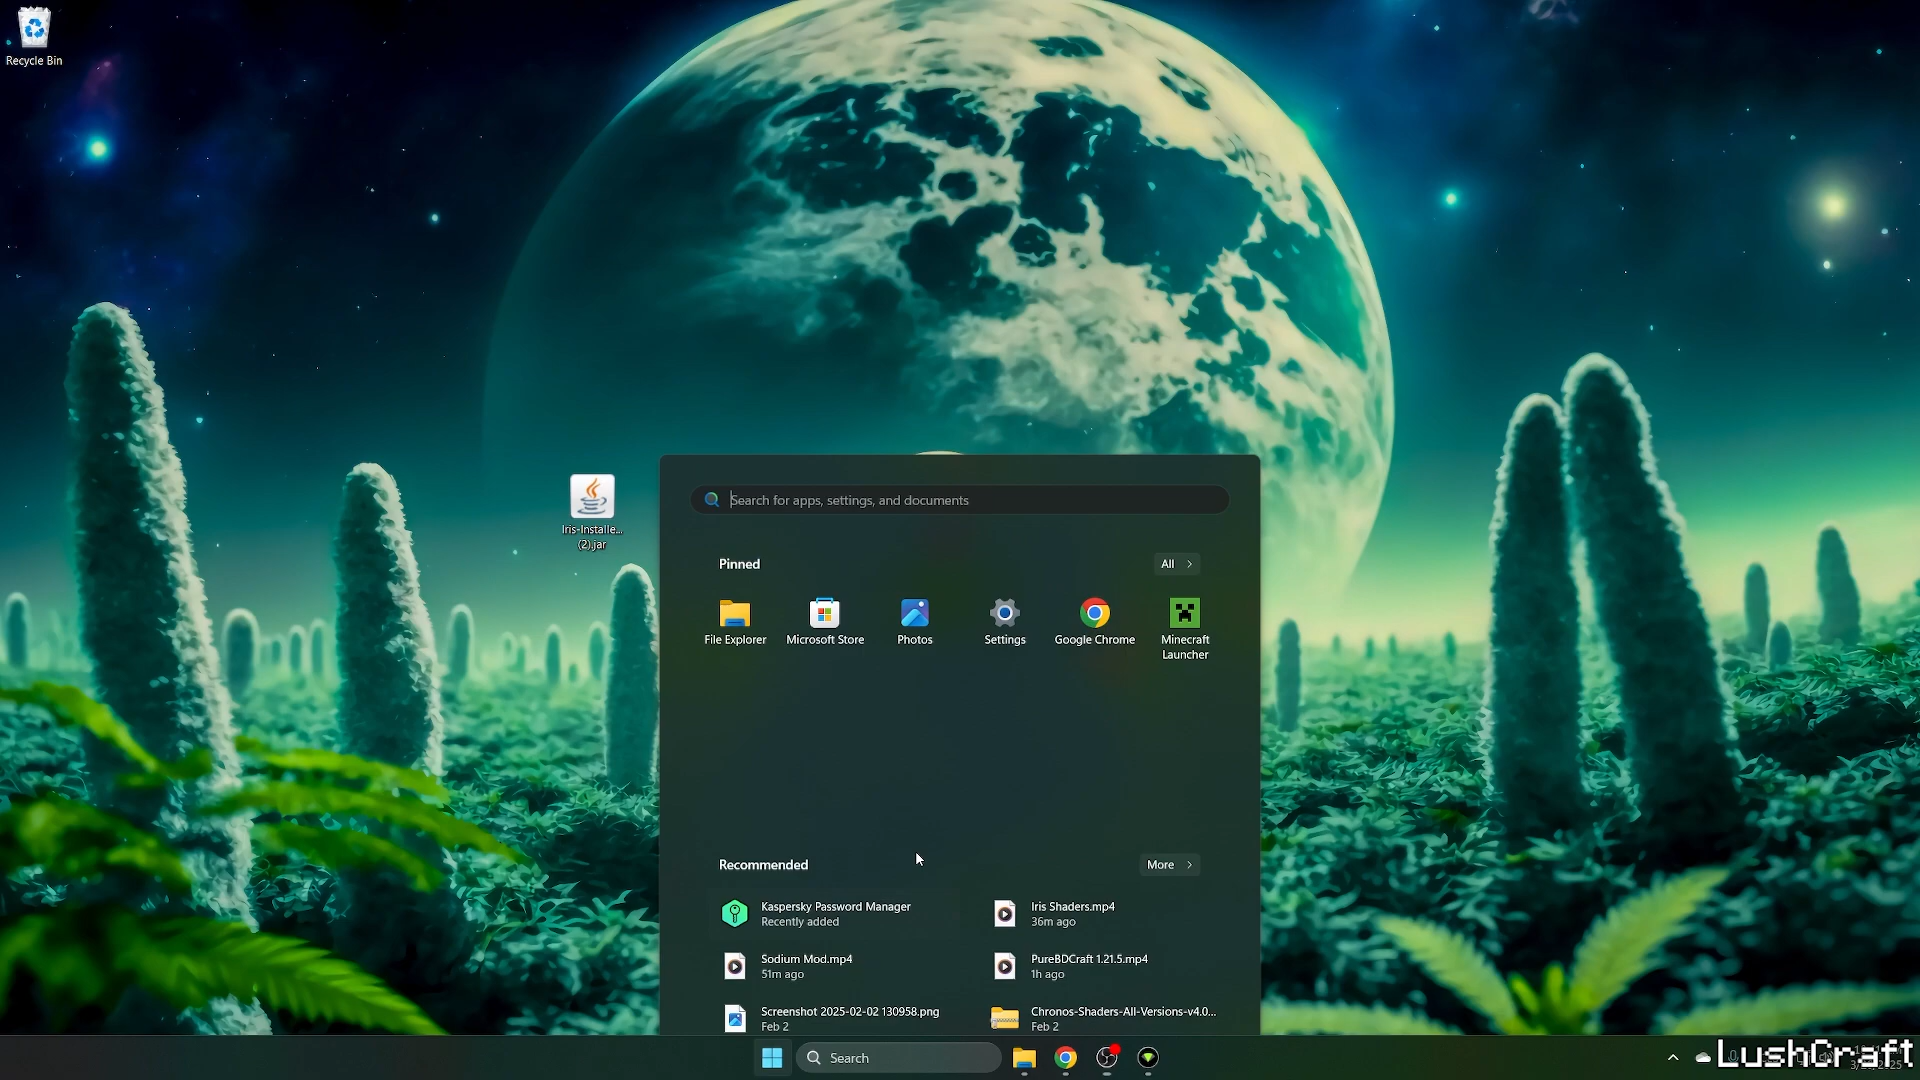 Recycle Bin
Iris-Installe...
(2).jar
Search for apps, settings, and documents
Pinned
All
File Explorer
Microsoft Store
Photos
Settings
Google Chrome
Minecraft
Launcher
Recommended
More
Kaspersky Password Manager
Recently added
Iris Shaders.mp4
36m ago
Sodium Mod.mp4
51m ago
PureBDCraft 1.21.5.mp4
1h ago
Screenshot 2025-02-02 130958.png
Feb 2
Chronos-Shaders-All-Versions-v4.0...
Feb 2
Search
LushCraft